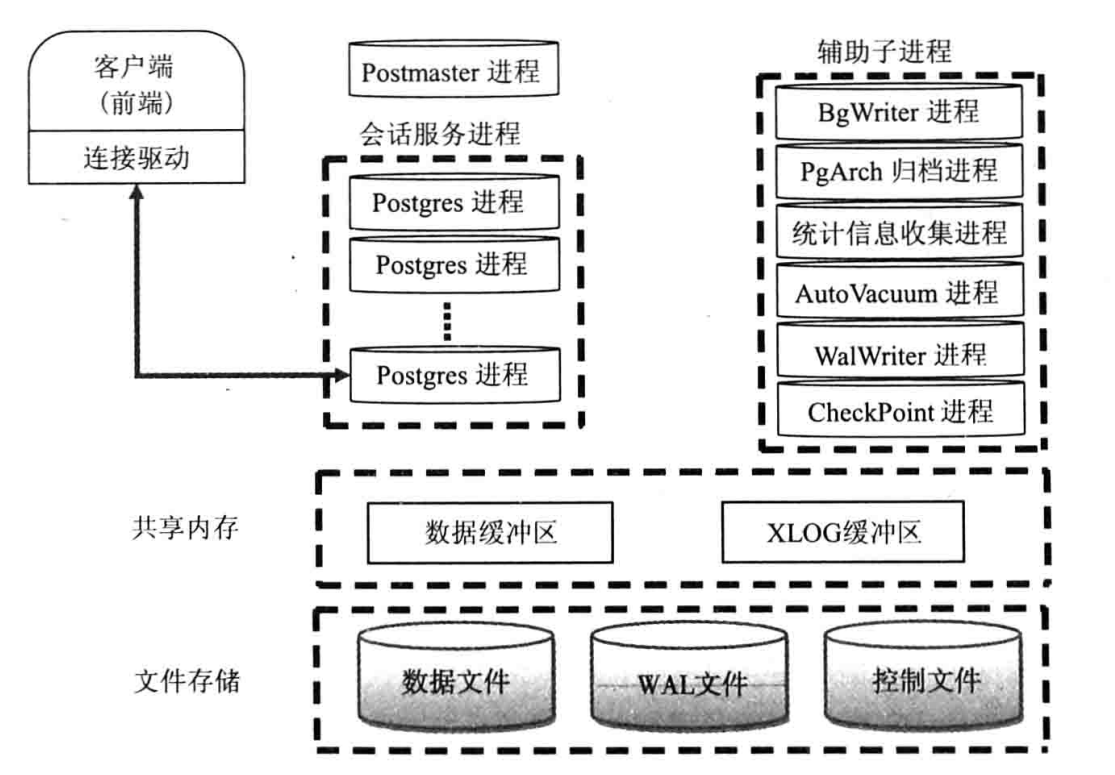 客户端
(前端)
连接驱动
Postmaster 进程
会话服务进程
Postgres 进程
Postgres 进程
Postgres 进程
辅助子进程
BgWriter 进程
PgArch 归档进程
统计信息收集进程
AutoVacuum 进程
WalWriter 进程
CheckPoint 进程
共享内存
数据缓冲区
XLOG缓冲区
文件存储
数据文件
WAL文件
控制文件